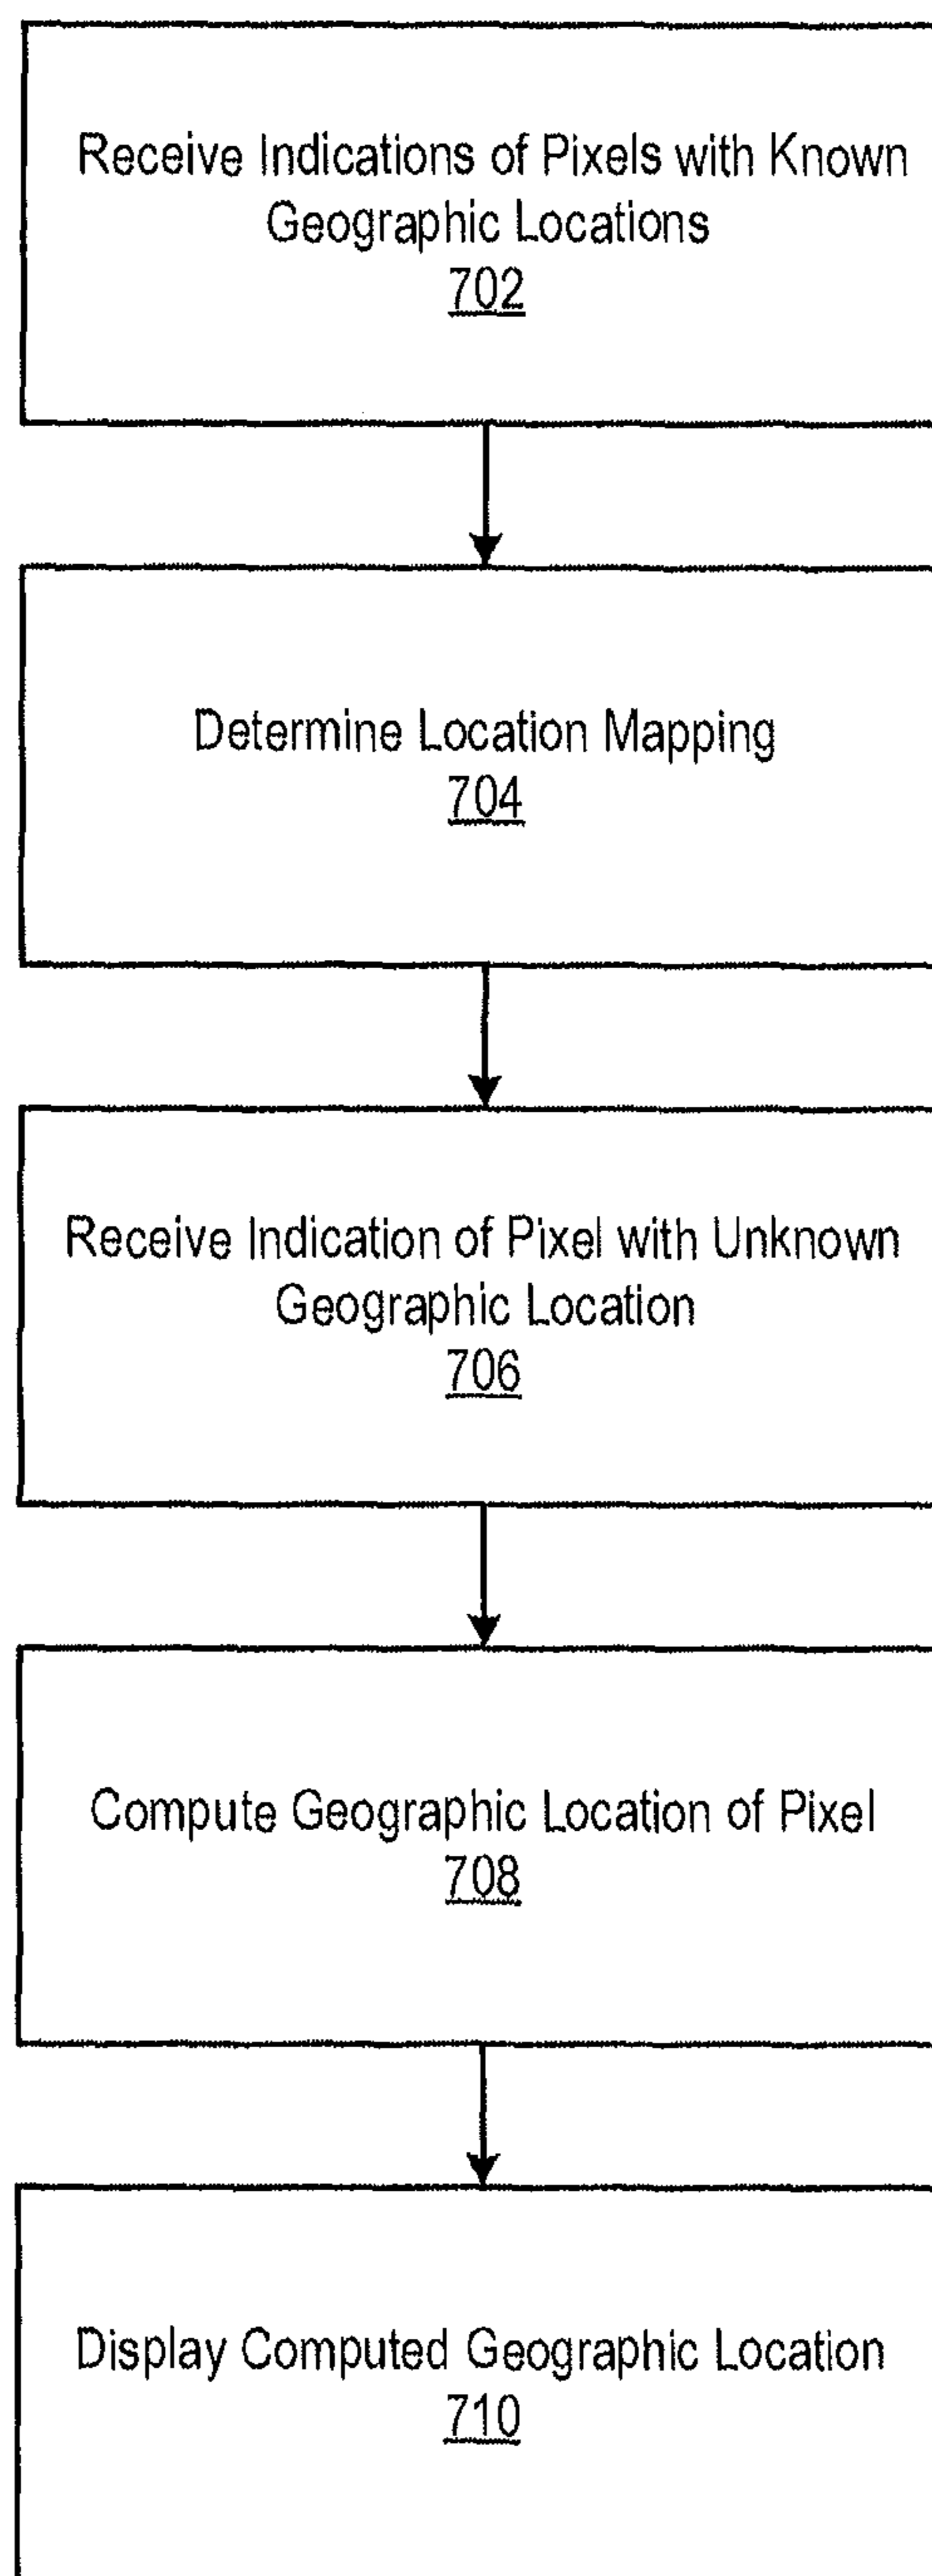 Receive Indications of Pixels with Known
Geographic Locations
702
Determine Location Mapping
704
Receive Indication of Pixel with Unknown
Geographic Location
706
Compute Geographic Location of Pixel
708
Display Computed Geographic Location
710